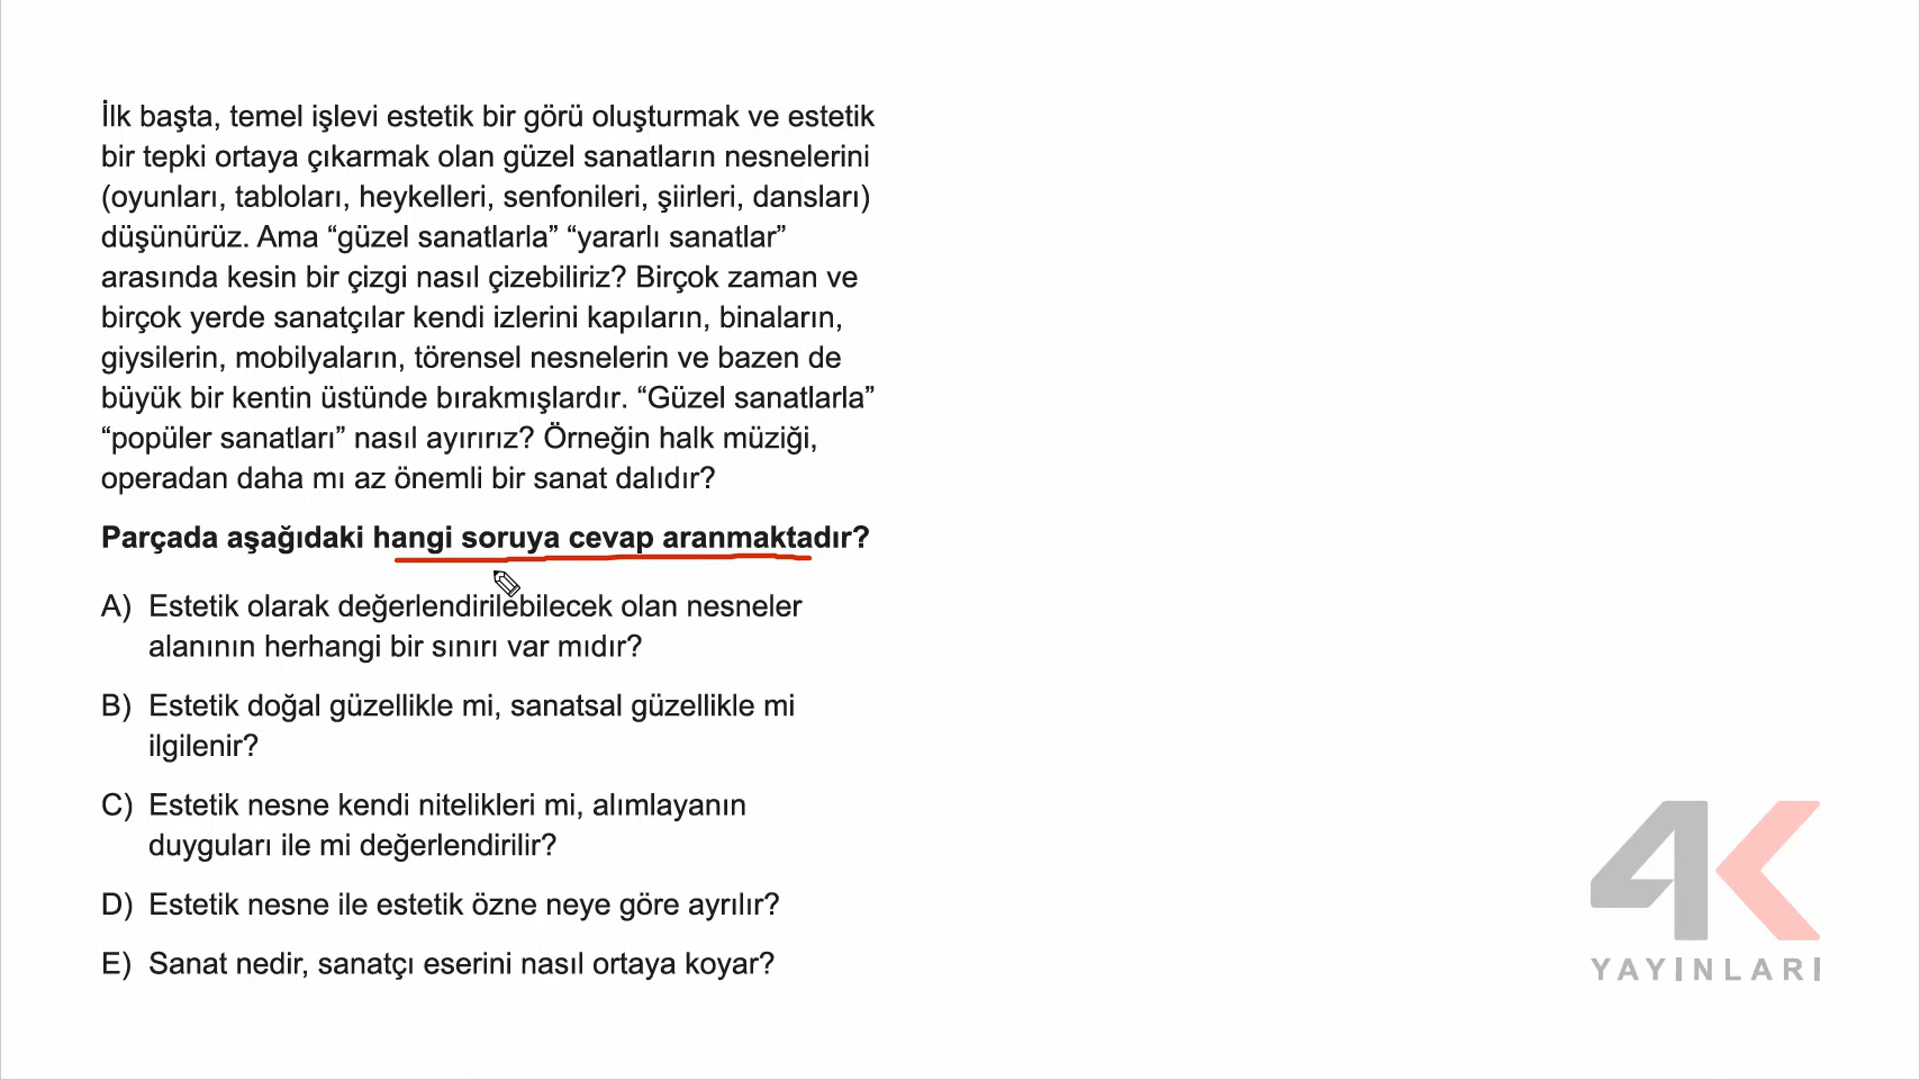 İlk başta, temel işlevi estetik bir görü oluşturmak ve estetik
bir tepki ortaya çıkarmak olan güzel sanatların nesnelerini
(oyunları, tabloları, heykelleri, senfonileri, şiirleri, dansları)
düşünürüz. Ama “güzel sanatlarla” “yararlı sanatlar”
arasında kesin bir çizgi nasıl çizebiliriz? Birçok zaman ve
birçok yerde sanatçılar kendi izlerini kapıların, binaların,
giysilerin, mobilyaların, törensel nesnelerin ve bazen de
büyük bir kentin üstünde bırakmışlardır. “Güzel sanatlarla”
“popüler sanatları” nasıl ayırırız? Örneğin halk müziği,
operadan daha mı az önemli bir sanat dalıdır?
Parçada aşağıdaki hangi soruya cevap aranmaktadır?
A) Estetik olarak değerlendirilebilecek olan nesneler
alanının herhangi bir sınırı var mıdır?
B) Estetik doğal güzellikle mi, sanatsal güzellikle mi
ilgilenir?
C) Estetik nesne kendi nitelikleri mi, alımlayanın
duyguları ile mi değerlendirilir?
D) Estetik nesne ile estetik özne neye göre ayrılır?
E) Sanat nedir, sanatçı eserini nasıl ortaya koyar?
4K
YAYINLARI